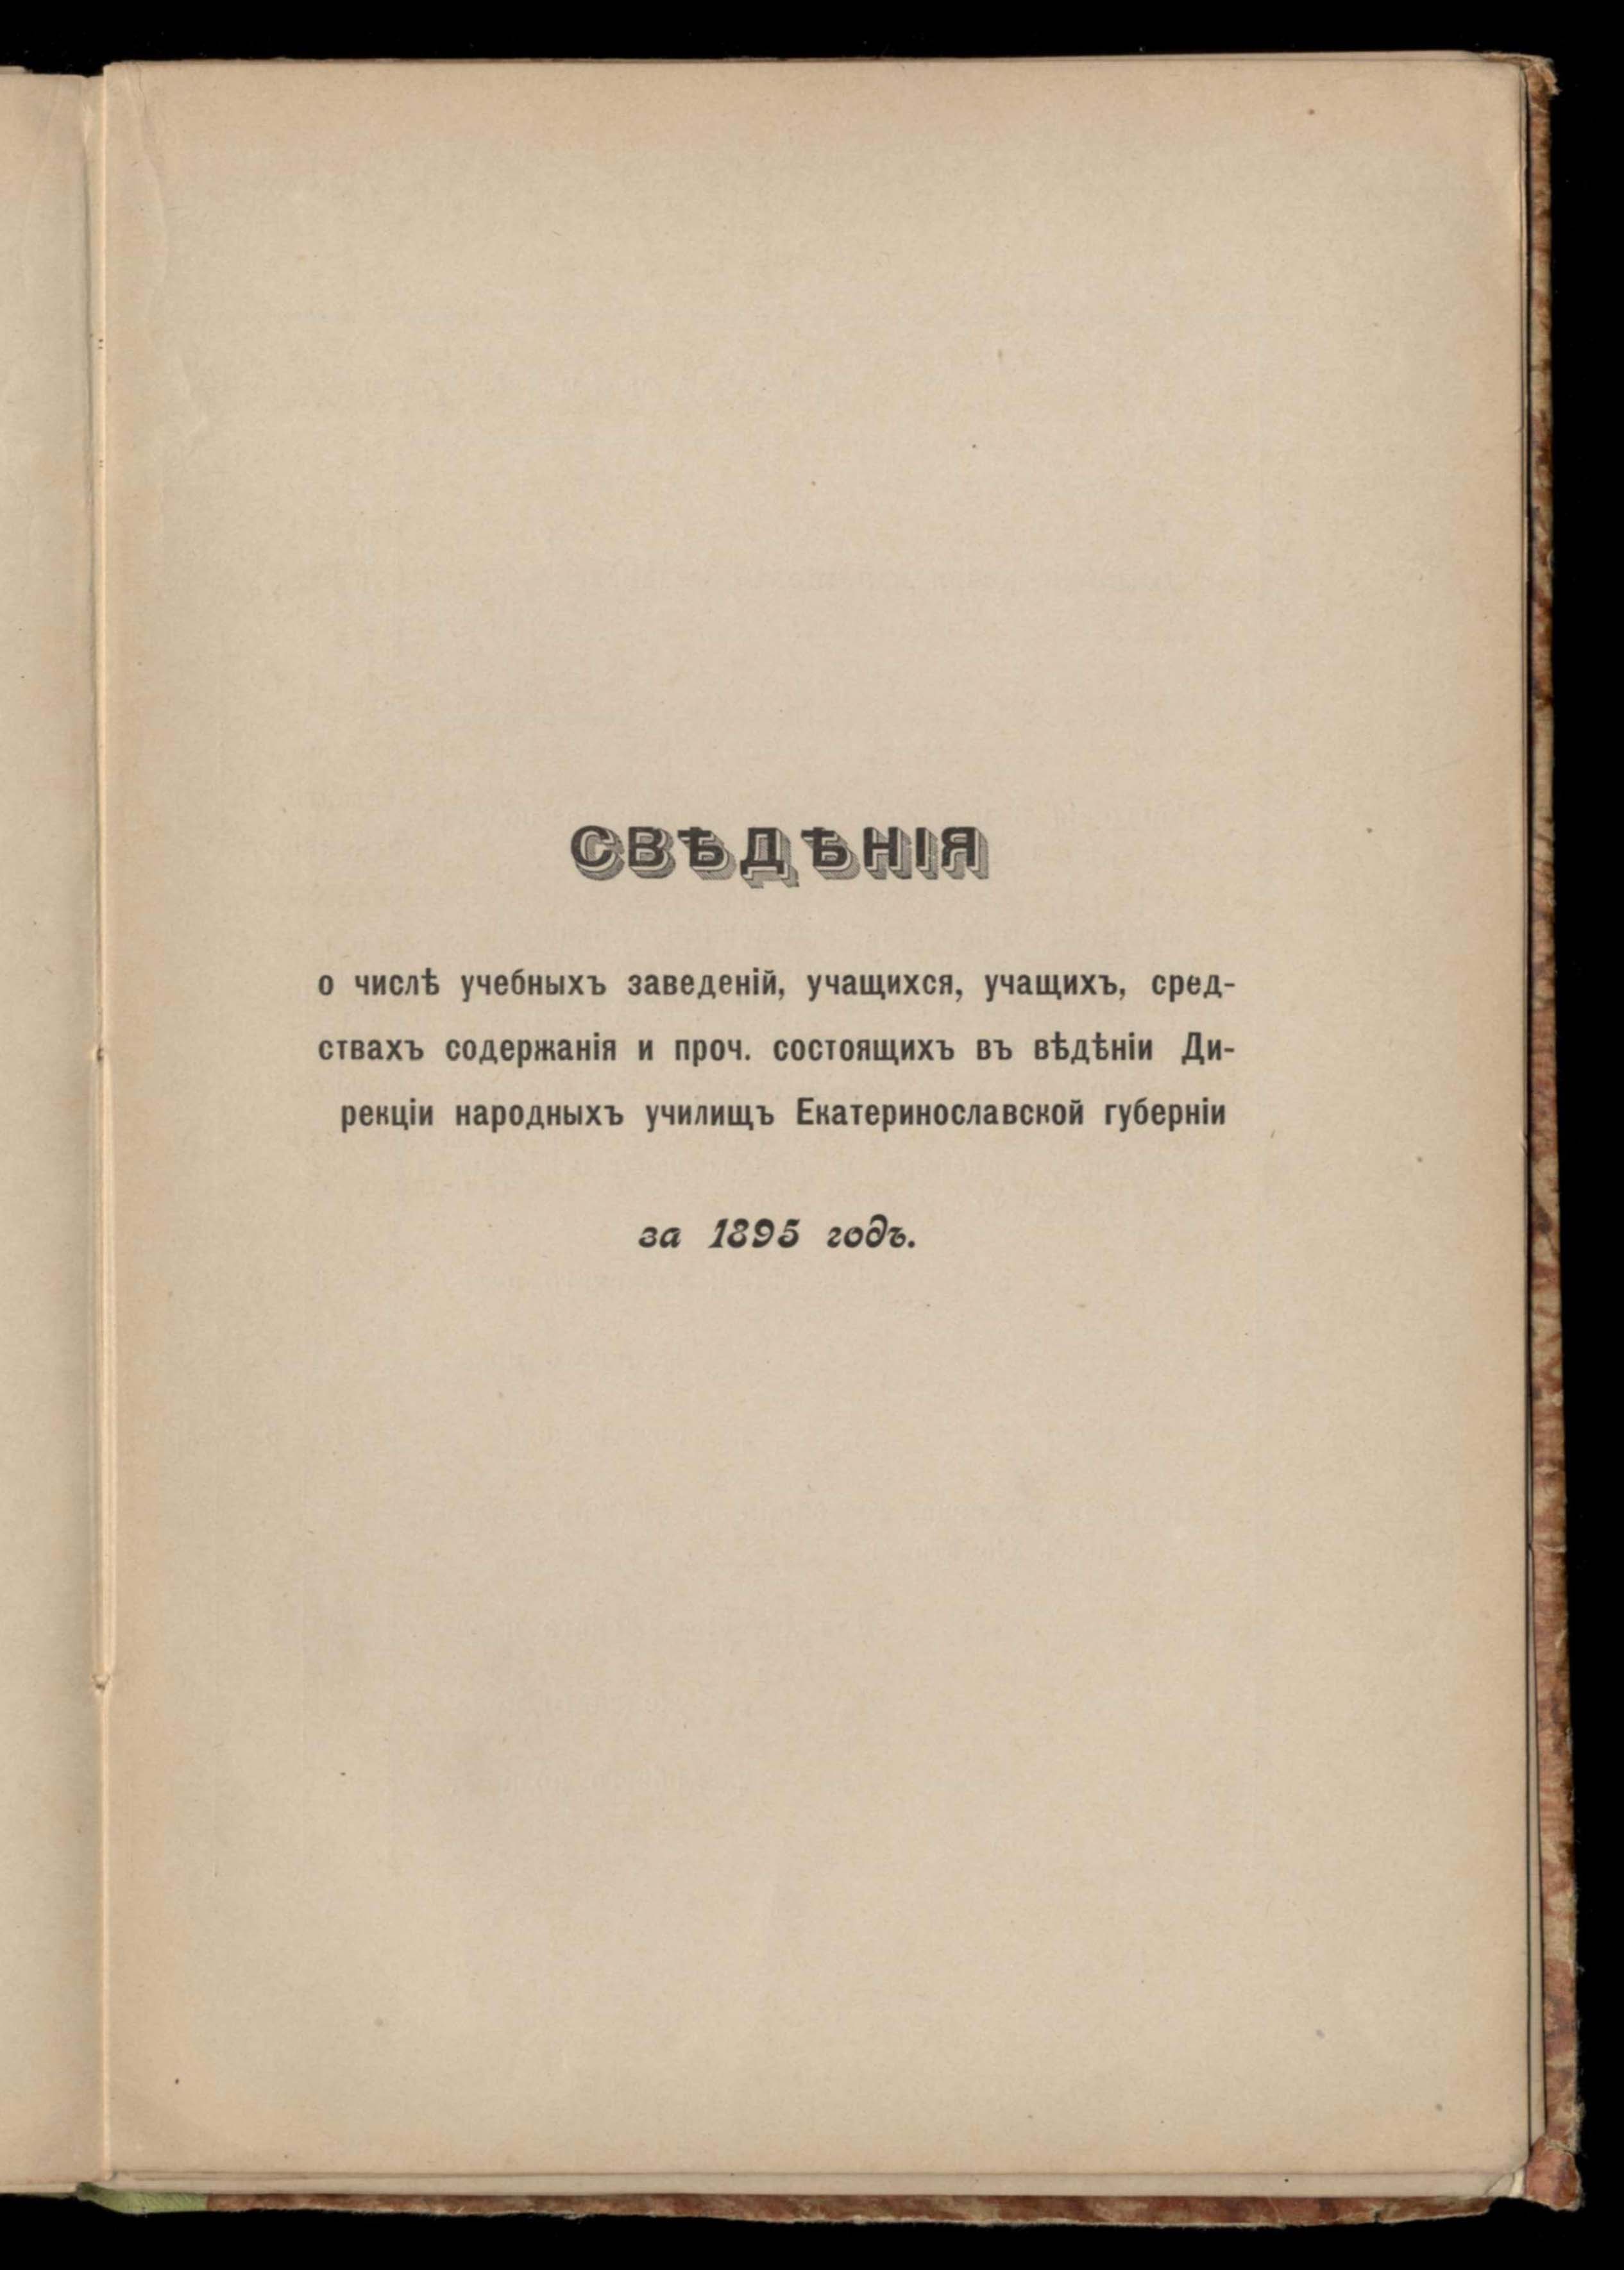 СВѢДѢНІЯ
о числѣ учебныхъ заведеній, учащихся, учащихъ, сред-
ствахъ содержанія и проч. состоящихъ въ вѣдѣніи Ди-
рекціи народныхъ училищъ Екатеринославской губерніи
за 1895 годъ.